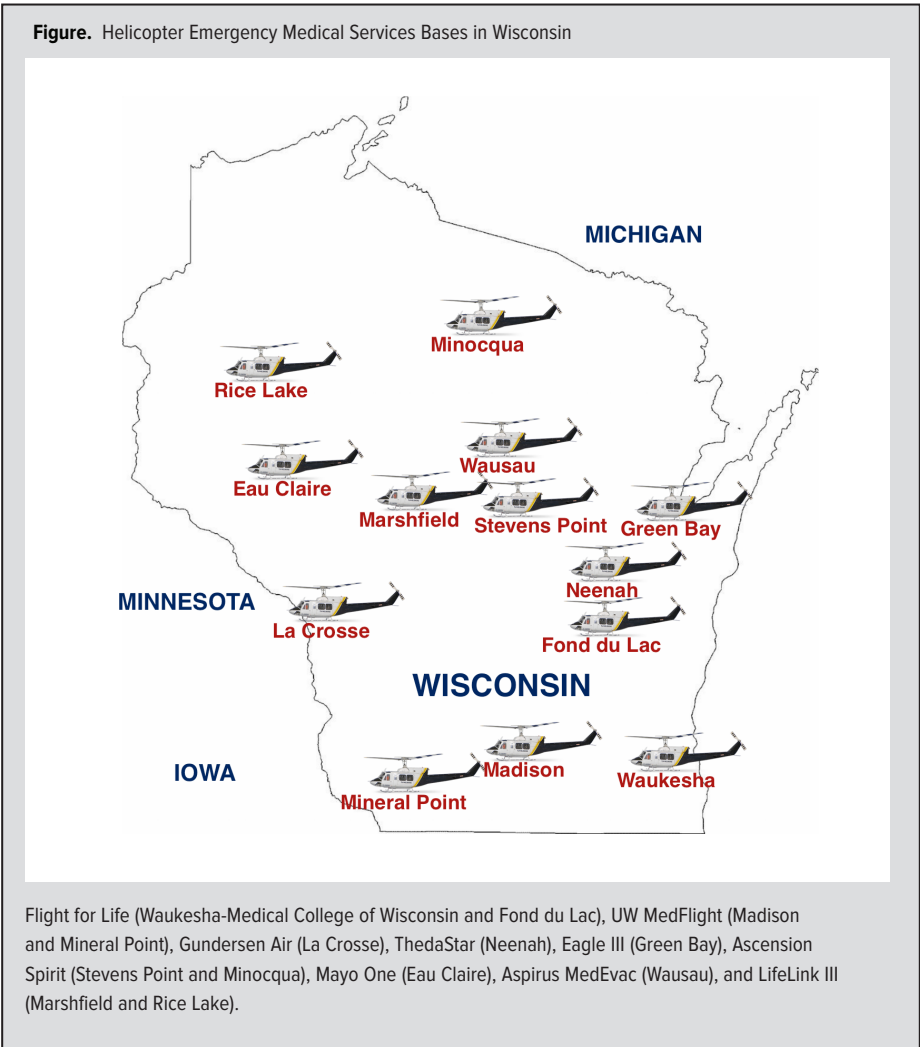 Figure. Helicopter Emergency Medical Services Bases in Wisconsin
MICHIGAN
Minocqua
Rice Lake
Wausau
Eau Claire
Marshfield
Stevens Point
Green Bay
Neenah
MINNESOTA
La Crosse
Fond du Lac
WISCONSIN
IOWA
Madison
Waukesha
Mineral Point
Flight for Life (Waukesha-Medical College of Wisconsin and Fond du Lac), UW MedFlight (Madison
and Mineral Point), Gundersen Air (La Crosse), ThedaStar (Neenah), Eagle III (Green Bay), Ascension
Spirit (Stevens Point and Minocqua), Mayo One (Eau Claire), Aspirus MedEvac (Wausau), and LifeLink III
(Marshfield and Rice Lake).